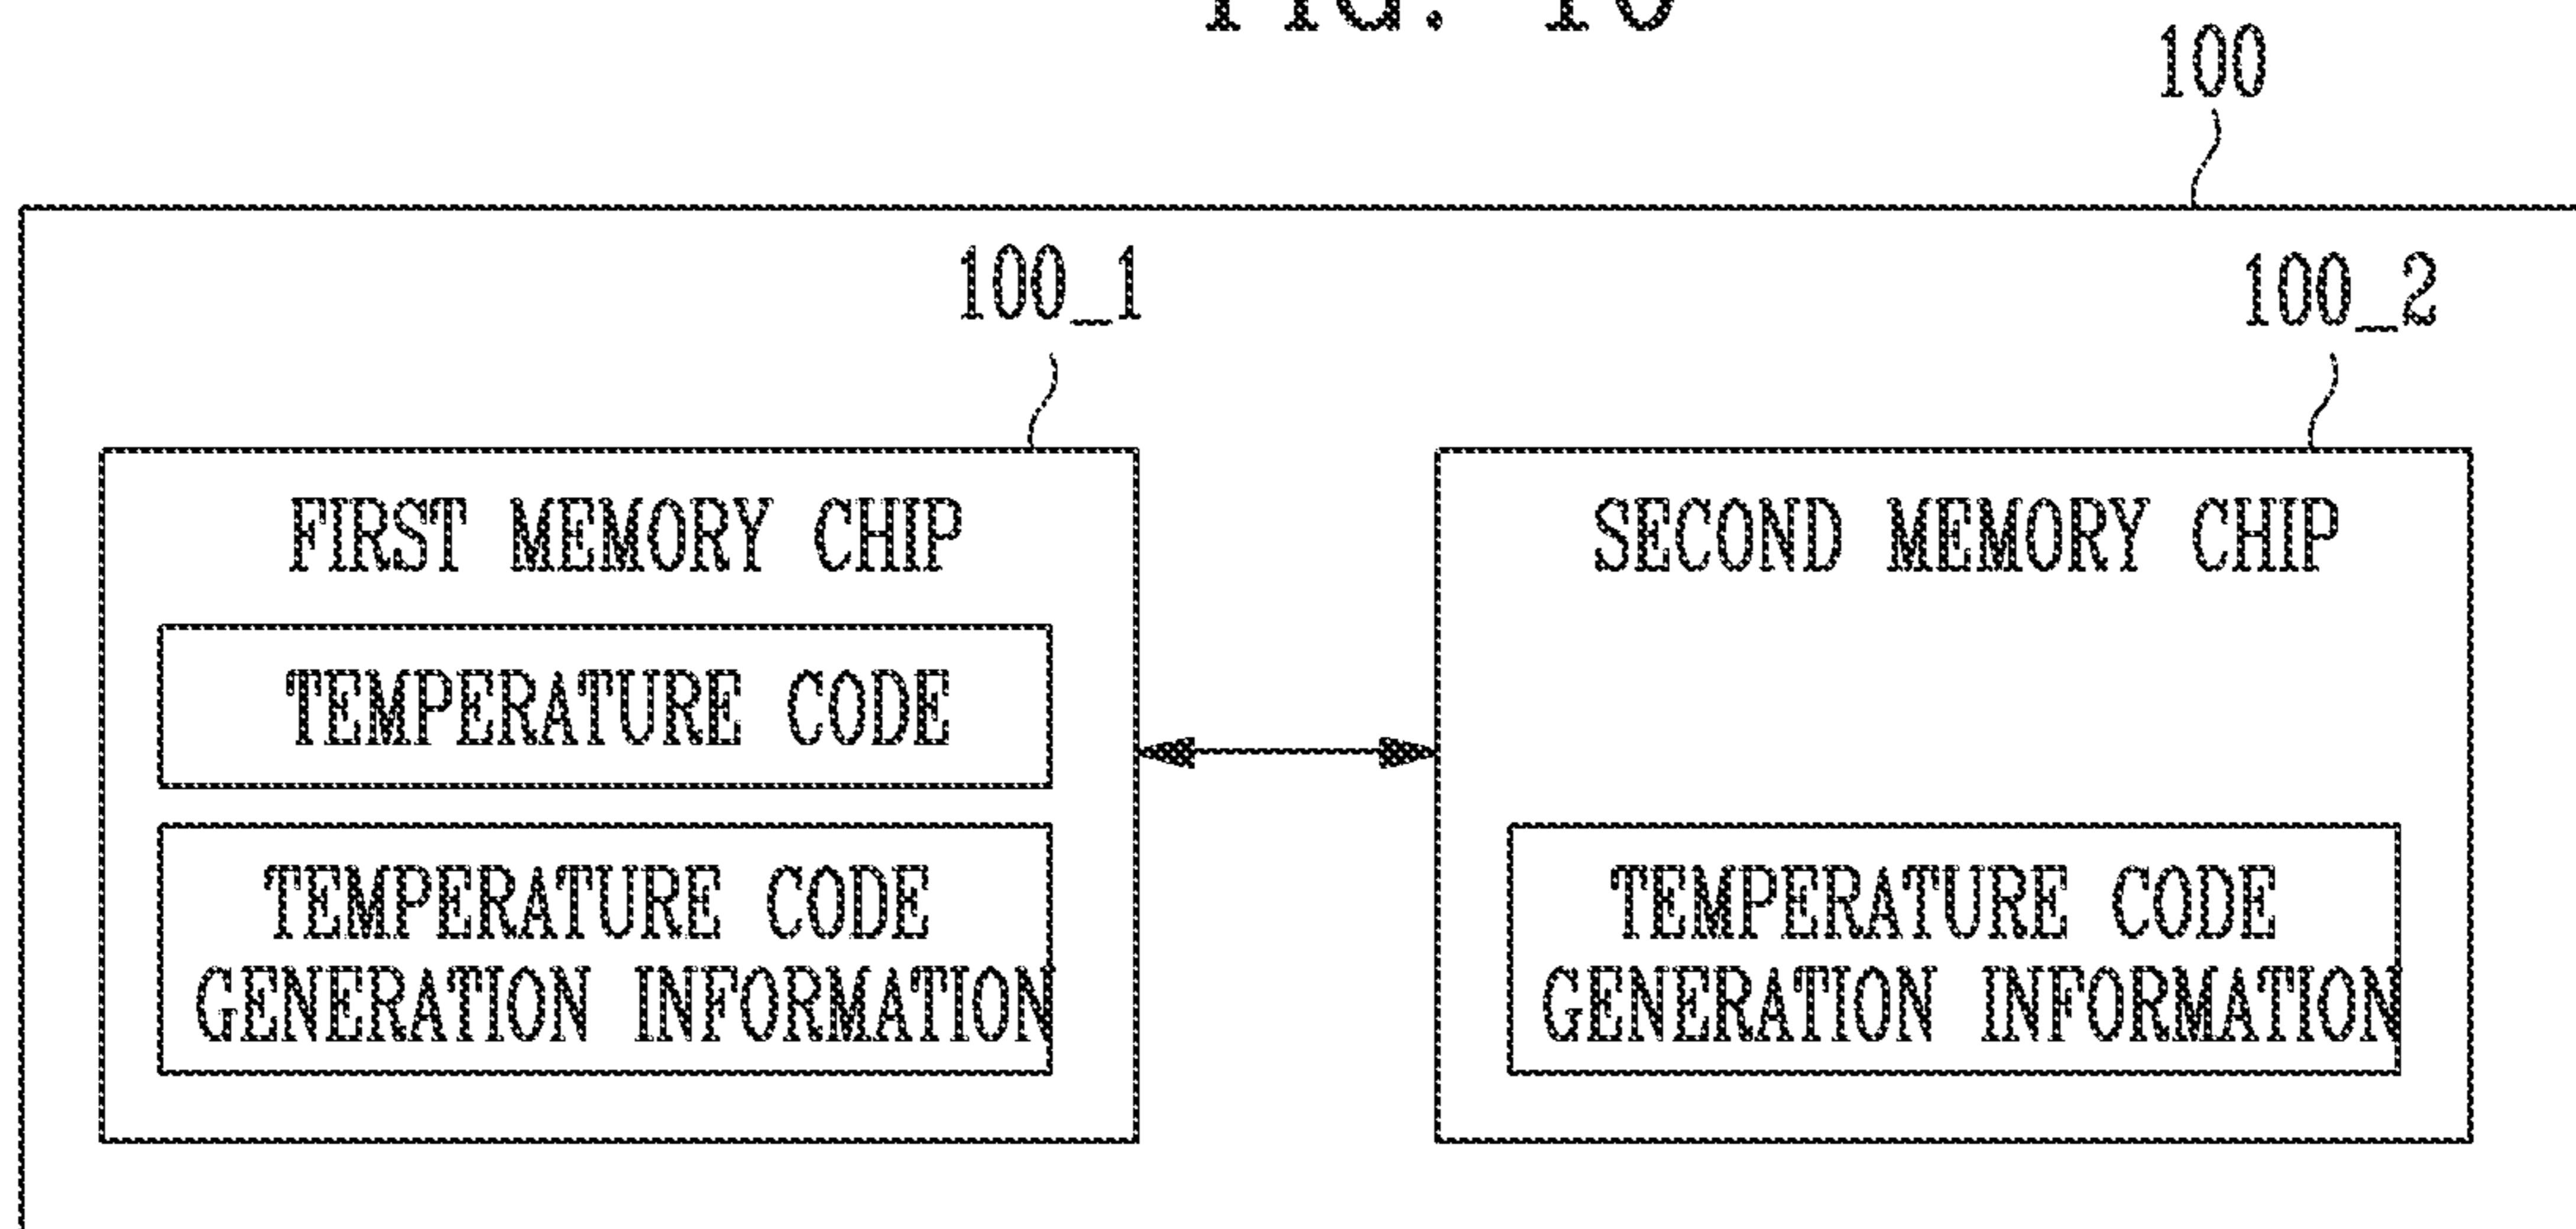 100
100_1
100_2
FIRST MEMORY CHIP
SECOND MEMORY CHIP
TEMPERATURE CODE
TEMPERATURE CODE
GENERATION INFORMATION
TEMPERATURE CODE
GENERATION INFORMATION